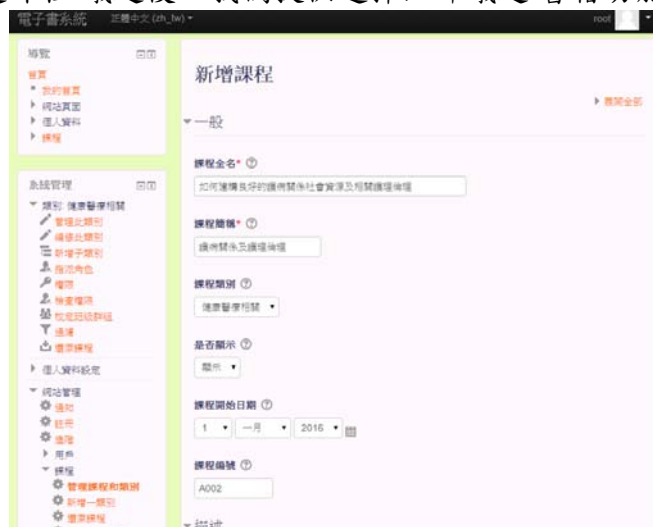 電子書系統 正體中文 (zh_tw) root
導覽
首頁
我的首頁
網站頁面
個人資料
課程
系統管理
類別: 健康醫療相關
管理此類別
編修此類別
新增子類別
指派角色
權限
檢查權限
校定班級群組
過濾
還原課程
個人資料設定
網站管理
通知
註冊
進階
用戶
課程
管理課程和類別
新增一類別
還原課程
新增課程
展開全部
一般
課程全名*
如何建構良好的護病關係社會資源及相關護理倫理
課程簡稱*
護病關係及護理倫理
課程類別
健康醫療相關
是否顯示
顯示
課程開始日期
1 一月 2016
課程編號
A002
描述